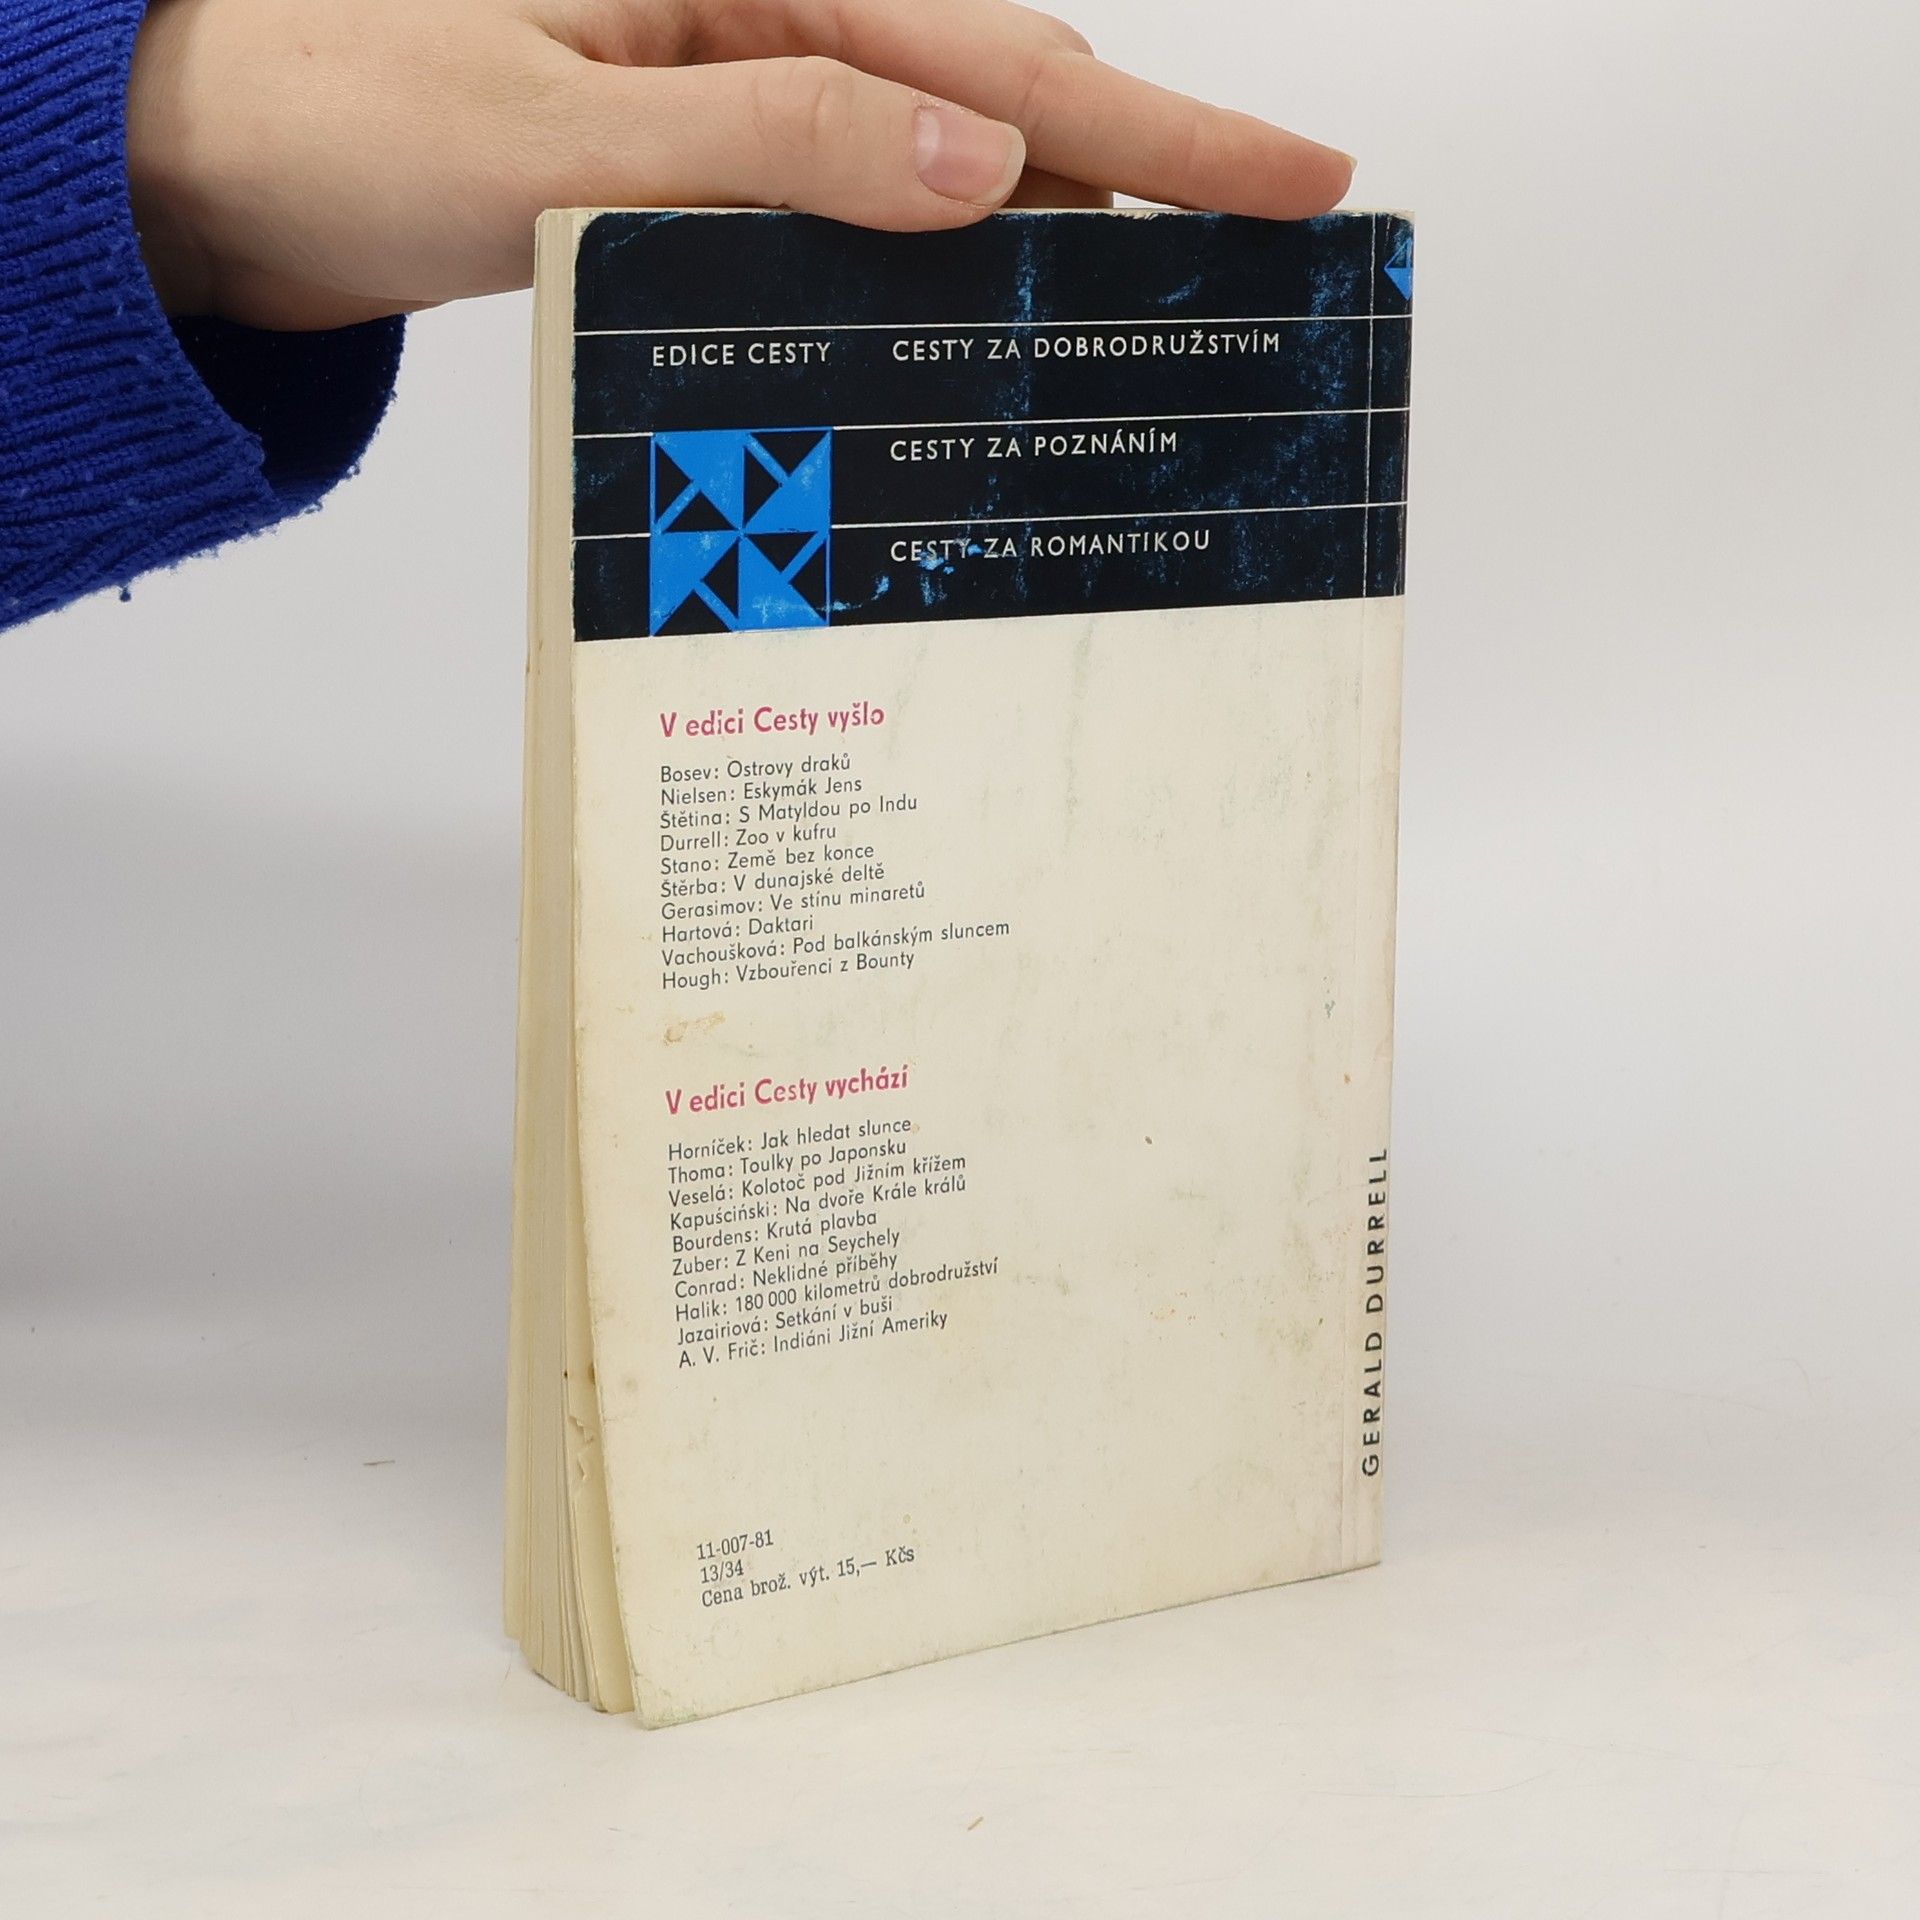 EDICE CESTY
CESTY ZA DOBRODRUŽSTVÍM
CESTY ZA POZNÁNÍM
CESTY ZA ROMANTIKOU
V edici Cesty vyšlo
Bosev: Ostrovy draků
Nielsen: Eskymák Jens
Štětina: S Matyldou po Indu
Durrell: Zoo v kufru
Stano: Země bez konce
Štěrba: V dunajské deltě
Gerasimov: Ve stínu minaretů
Hartová: Daktari
Vachoušková: Pod balkánským sluncem
Hough: Vzbouřenci z Bounty
V edici Cesty vychází
Horníček: Jak hledat slunce
Thoma: Toulky po Japonsku
Veselá: Kolotoč pod Jižním křížem
Kapuściński: Na dvoře Krále králů
Bourdens: Krutá plavba
Zuber: Z Keni na Seychely
Conrad: Neklidné příběhy
Halik: 180 000 kilometrů dobrodružství
Jazairiová: Setkání v buši
A. V. Frič: Indiáni Jižní Ameriky
11-007-81
13/34
Cena brož. výt. 15,— Kčs
GERALD DURRELL